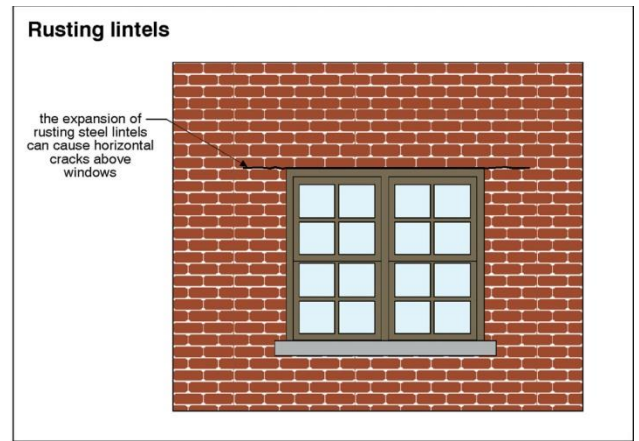 Rusting lintels
the expansion of
rusting steel lintels
can cause horizontal
cracks above
windows